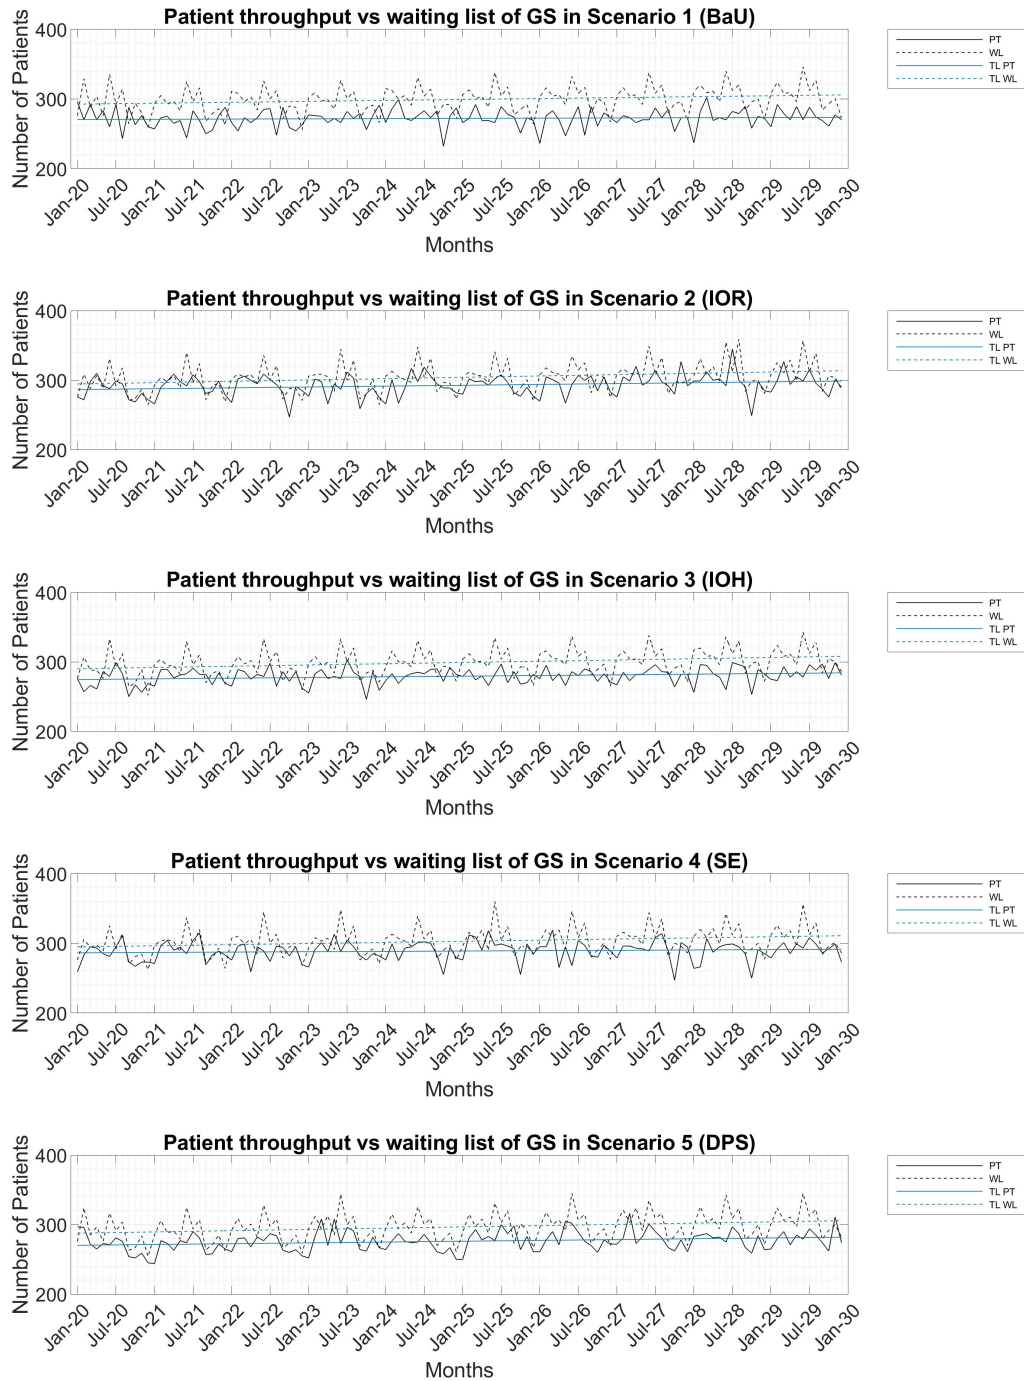 Patient throughput vs waiting list of GS in Scenario 1 (BaU)
Number of Patients
400
300
200
Jan-20 Jul-20 Jan-21 Jul-21 Jan-22 Jul-22 Jan-23 Jul-23 Jan-24 Jul-24 Jan-25 Jul-25 Jan-26 Jul-26 Jan-27 Jul-27 Jan-28 Jul-28 Jan-29 Jul-29 Jan-30
Months
PT
WL
TL PT
TL WL
Patient throughput vs waiting list of GS in Scenario 2 (IOR)
Number of Patients
400
300
200
Jan-20 Jul-20 Jan-21 Jul-21 Jan-22 Jul-22 Jan-23 Jul-23 Jan-24 Jul-24 Jan-25 Jul-25 Jan-26 Jul-26 Jan-27 Jul-27 Jan-28 Jul-28 Jan-29 Jul-29 Jan-30
Months
PT
WL
TL PT
TL WL
Patient throughput vs waiting list of GS in Scenario 3 (IOH)
Number of Patients
400
300
200
Jan-20 Jul-20 Jan-21 Jul-21 Jan-22 Jul-22 Jan-23 Jul-23 Jan-24 Jul-24 Jan-25 Jul-25 Jan-26 Jul-26 Jan-27 Jul-27 Jan-28 Jul-28 Jan-29 Jul-29 Jan-30
Months
PT
WL
TL PT
TL WL
Patient throughput vs waiting list of GS in Scenario 4 (SE)
Number of Patients
400
300
200
Jan-20 Jul-20 Jan-21 Jul-21 Jan-22 Jul-22 Jan-23 Jul-23 Jan-24 Jul-24 Jan-25 Jul-25 Jan-26 Jul-26 Jan-27 Jul-27 Jan-28 Jul-28 Jan-29 Jul-29 Jan-30
Months
PT
WL
TL PT
TL WL
Patient throughput vs waiting list of GS in Scenario 5 (DPS)
Number of Patients
400
300
200
Jan-20 Jul-20 Jan-21 Jul-21 Jan-22 Jul-22 Jan-23 Jul-23 Jan-24 Jul-24 Jan-25 Jul-25 Jan-26 Jul-26 Jan-27 Jul-27 Jan-28 Jul-28 Jan-29 Jul-29 Jan-30
Months
PT
WL
TL PT
TL WL